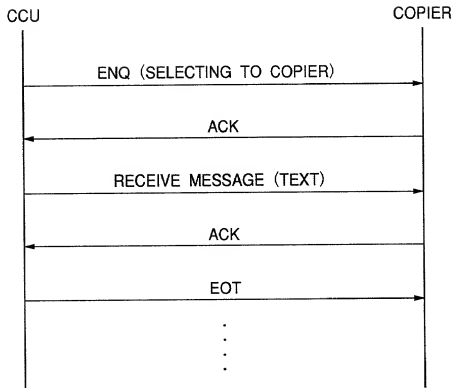 CCU
COPIER
ENQ (SELECTING TO COPIER)
ACK
RECEIVE MESSAGE (TEXT)
ACK
EOT